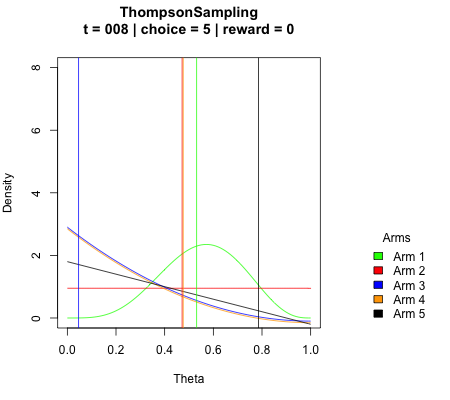 ThompsonSampling
t = 008 | choice = 5 | reward = 0
Density
8
6
4
2
0
0.0 0.2 0.4 0.6 0.8 1.0
Theta
Arms
Arm 1
Arm 2
Arm 3
Arm 4
Arm 5